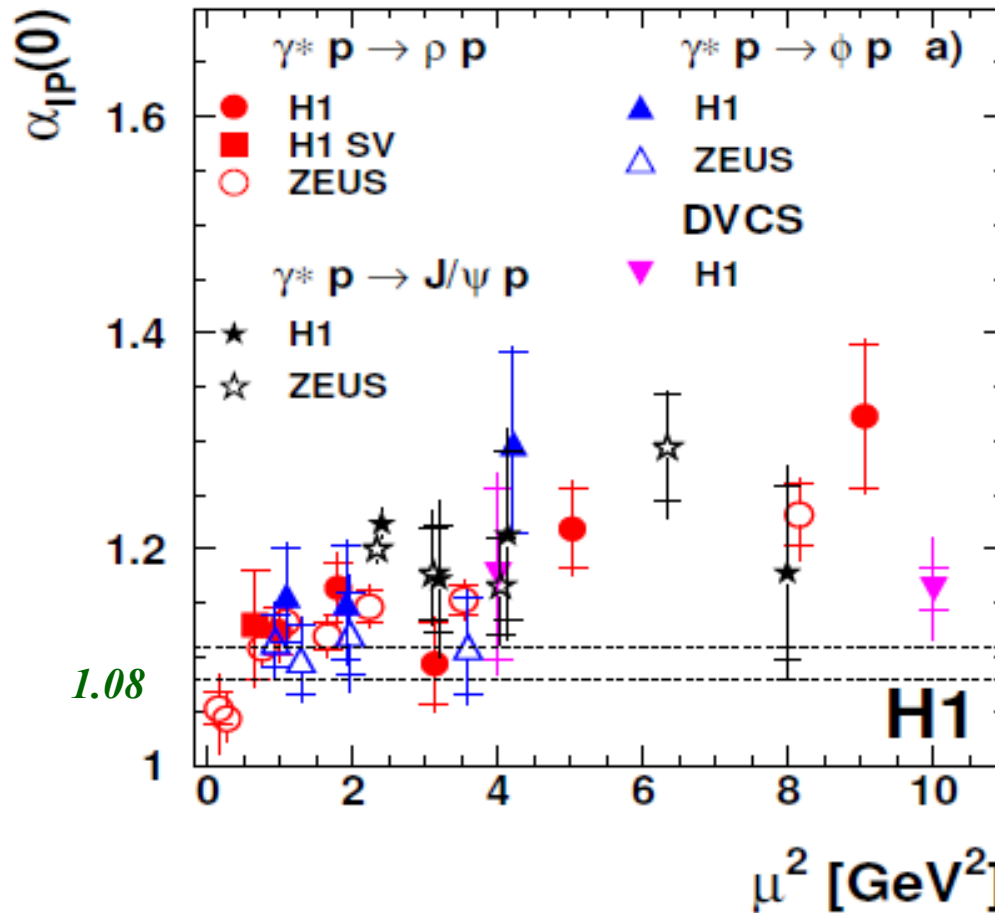 α_IP(0)
γ* p → ρ p
H1
H1 SV
ZEUS
γ* p → J/ψ p
H1
ZEUS
γ* p → ϕ p a)
H1
ZEUS
DVCS
H1
1.6
1.4
1.2
1.08
1
H1
0 2 4 6 8 10
μ² [GeV²]